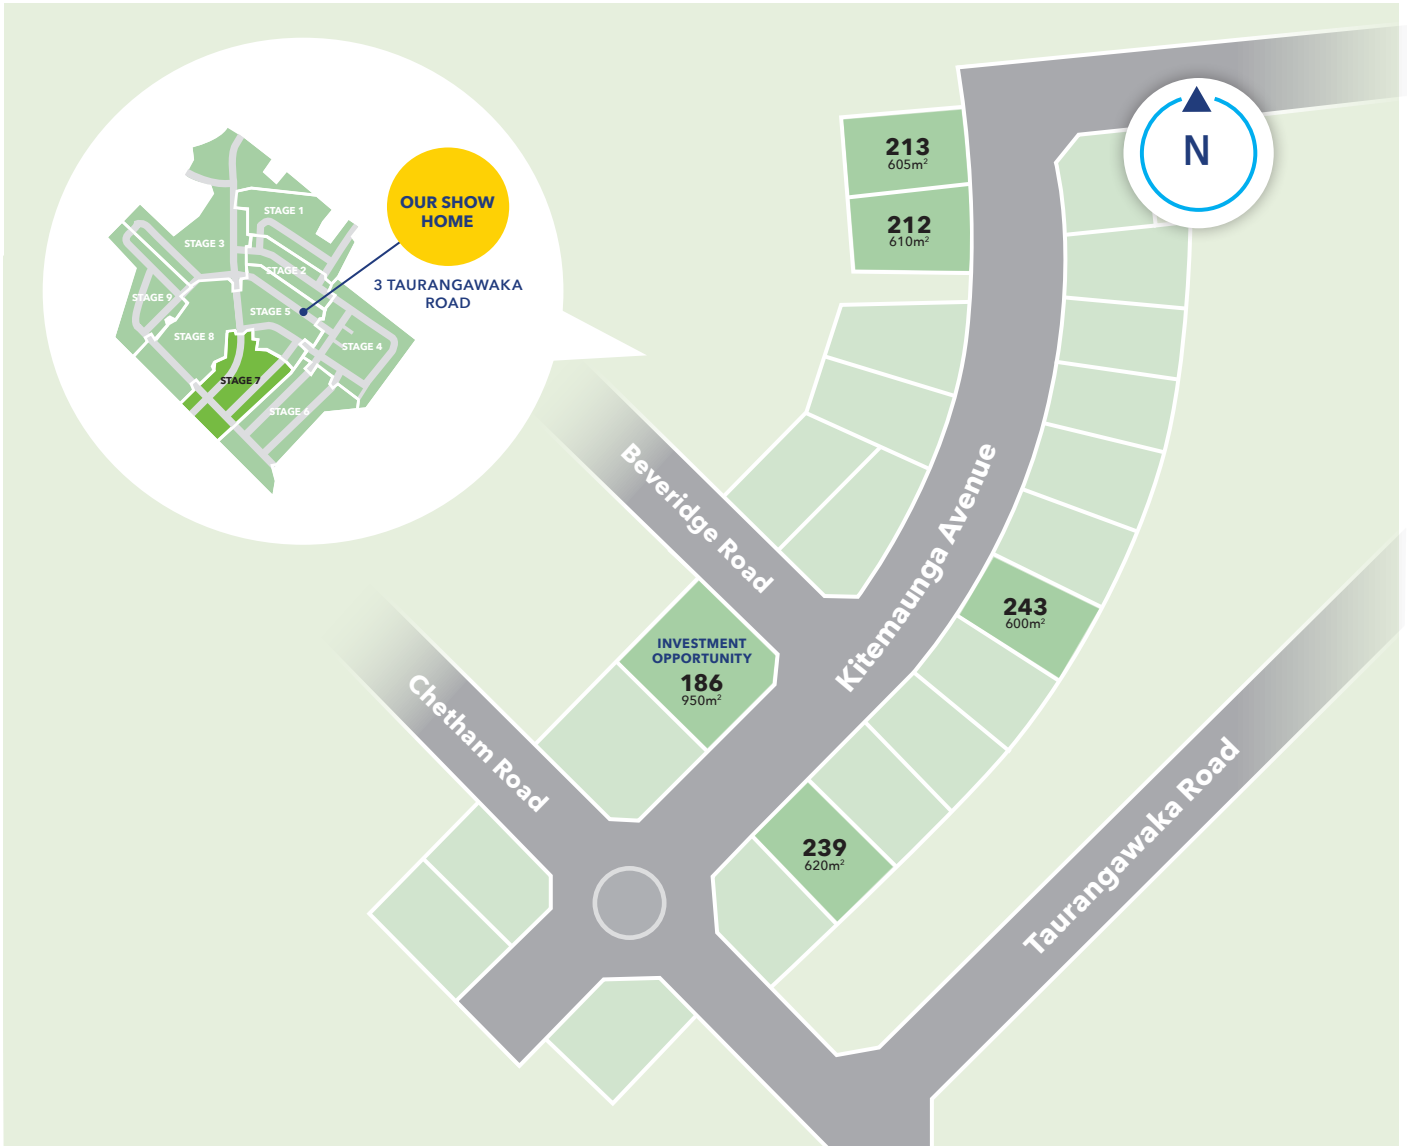 STAGE 1
STAGE 3
STAGE 2
STAGE 9
STAGE 5
STAGE 8
STAGE 4
STAGE 7
STAGE 6
OUR SHOW
HOME
3 TAURANGAWAKA
ROAD
N
213
605m²
212
610m²
Beveridge Road
Kitemaunga Avenue
243
600m²
INVESTMENT
OPPORTUNITY
186
950m²
Chetham Road
239
620m²
Taurangawaka Road